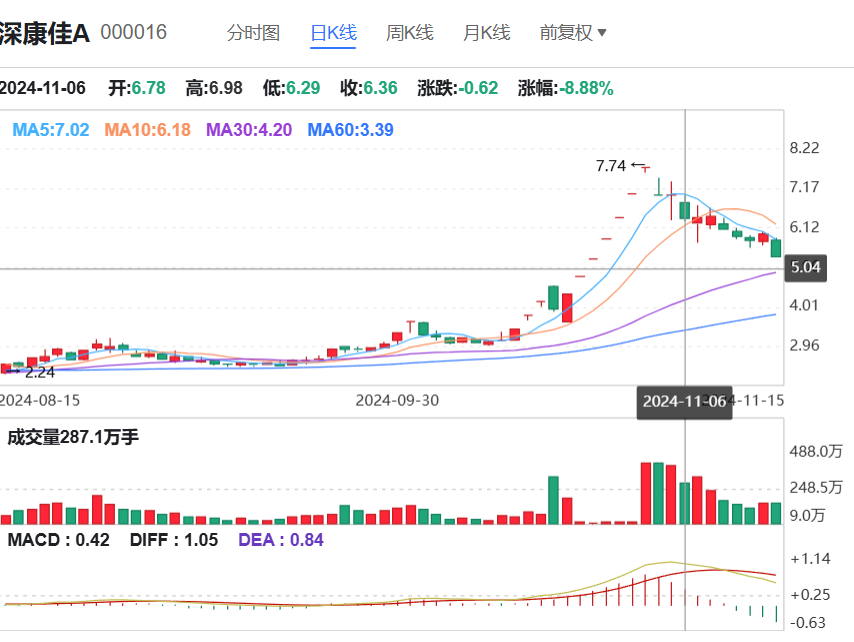 深康佳A 000016 分时图 日K线 周K线 月K线 前复权▼
2024-11-06 开:6.78 高:6.98 低:6.29 收:6.36 涨跌:-0.62 涨幅:-8.88%
MA5:7.02 MA10:6.18 MA30:4.20 MA60:3.39
8.22
7.74 ←
7.17
6.12
5.04
4.01
2.96
→ 2.24
2024-08-15 2024-09-30 2024-11-06 4-11-15
成交量287.1万手
488.0万
248.5万
9.0万
MACD : 0.42 DIFF : 1.05 DEA : 0.84
+1.14
+0.25
-0.63